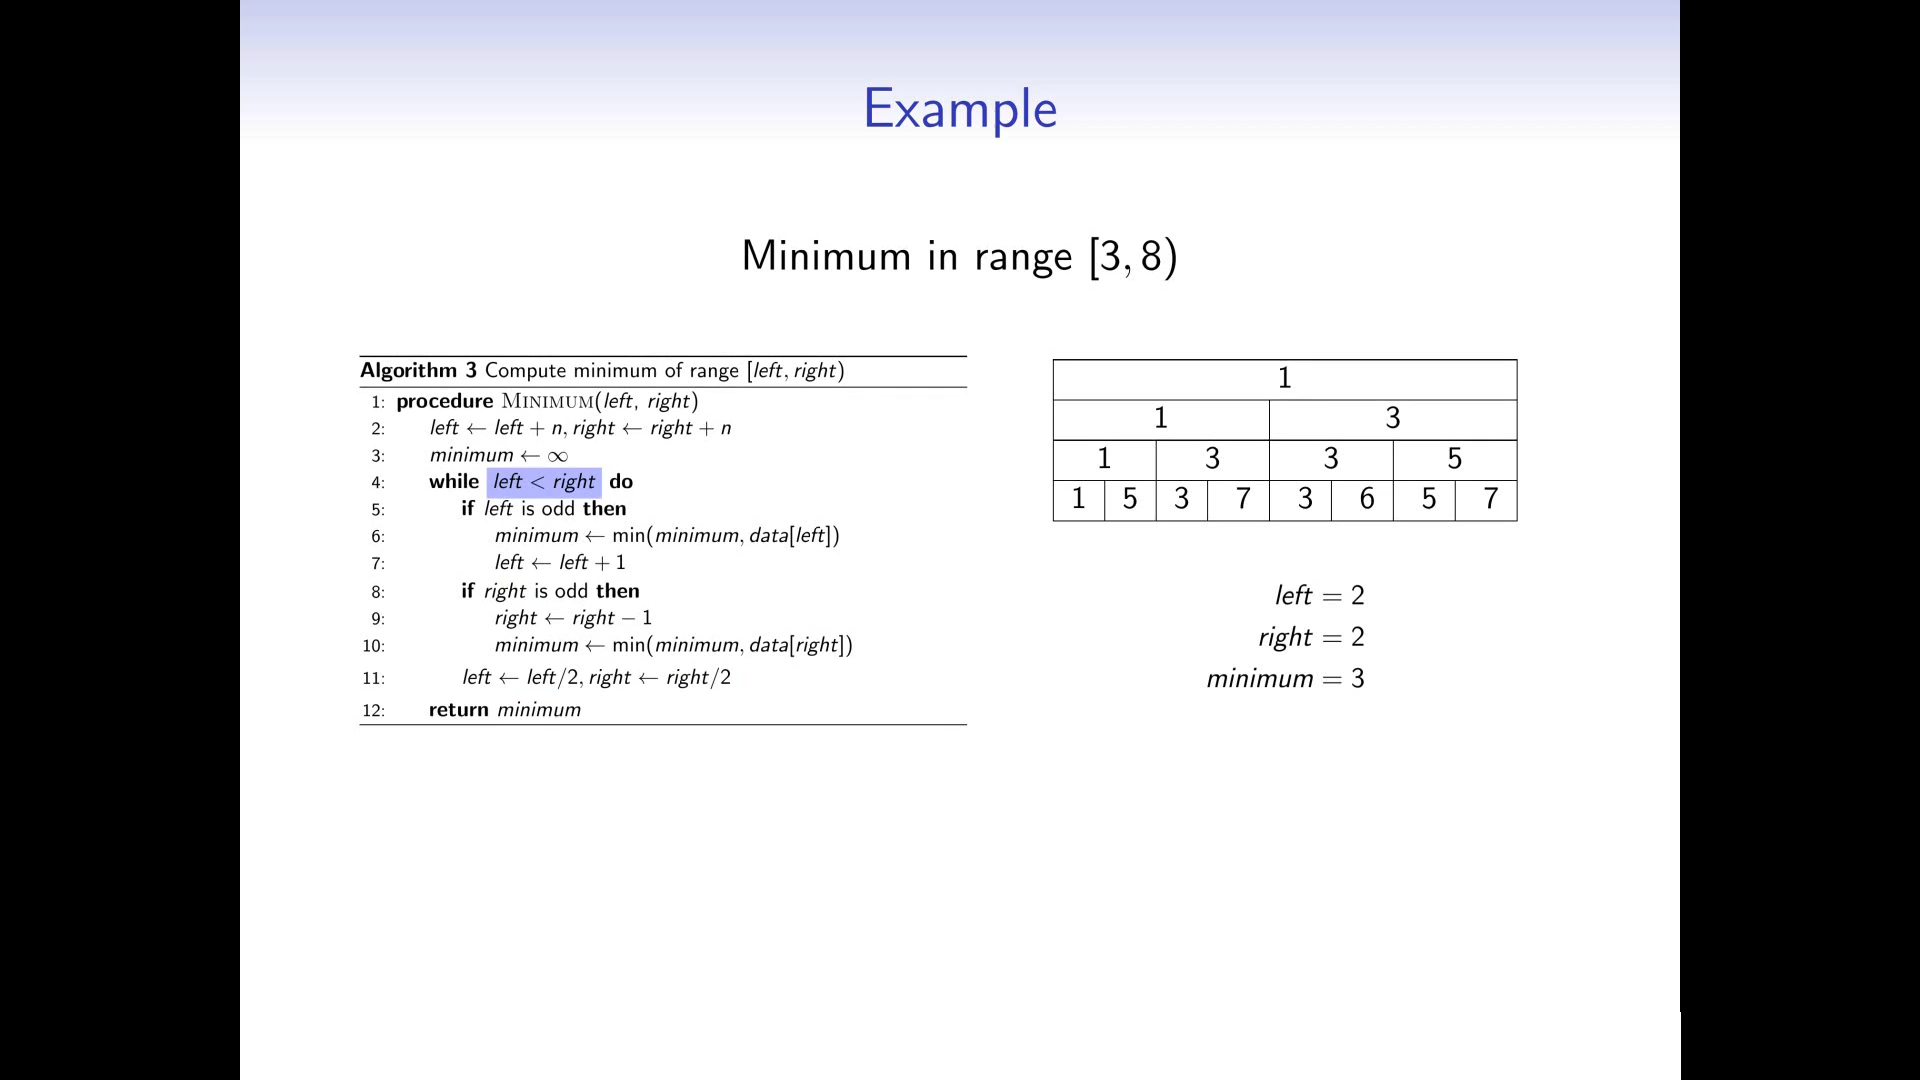 Example
Minimum in range [3, 8)
Algorithm 3 Compute minimum of range [left, right)
1: procedure MINIMUM(left, right)
2: left ← left + n, right ← right + n
3: minimum ← ∞
4: while left < right do
5: if left is odd then
6: minimum ← min(minimum, data[left])
7: left ← left + 1
8: if right is odd then
9: right ← right − 1
10: minimum ← min(minimum, data[right])
11: left ← left/2, right ← right/2
12: return minimum
1
1 3
1 3 3 5
1 5 3 7 3 6 5 7
left = 2
right = 2
minimum = 3